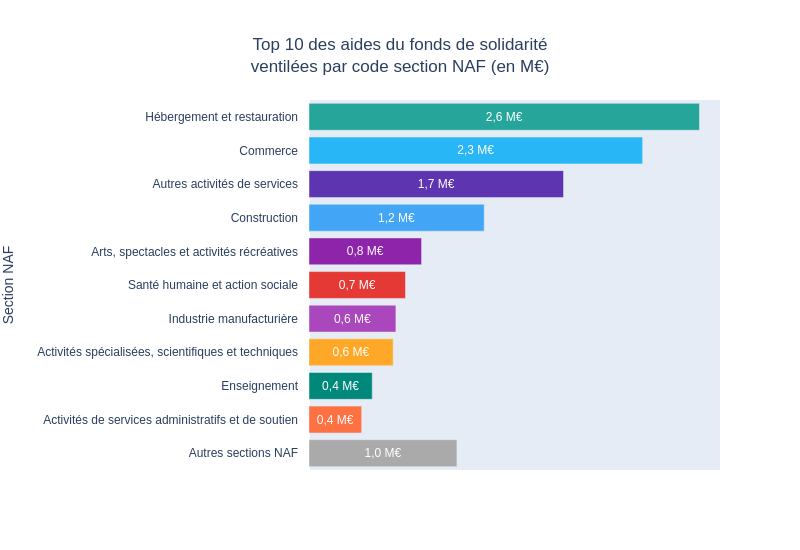 Top 10 des aides du fonds de solidarité
ventilées par code section NAF (en M€)
Section NAF
Hébergement et restauration 2,6 M€
Commerce 2,3 M€
Autres activités de services 1,7 M€
Construction 1,2 M€
Arts, spectacles et activités récréatives 0,8 M€
Santé humaine et action sociale 0,7 M€
Industrie manufacturière 0,6 M€
Activités spécialisées, scientifiques et techniques 0,6 M€
Enseignement 0,4 M€
Activités de services administratifs et de soutien 0,4 M€
Autres sections NAF 1,0 M€